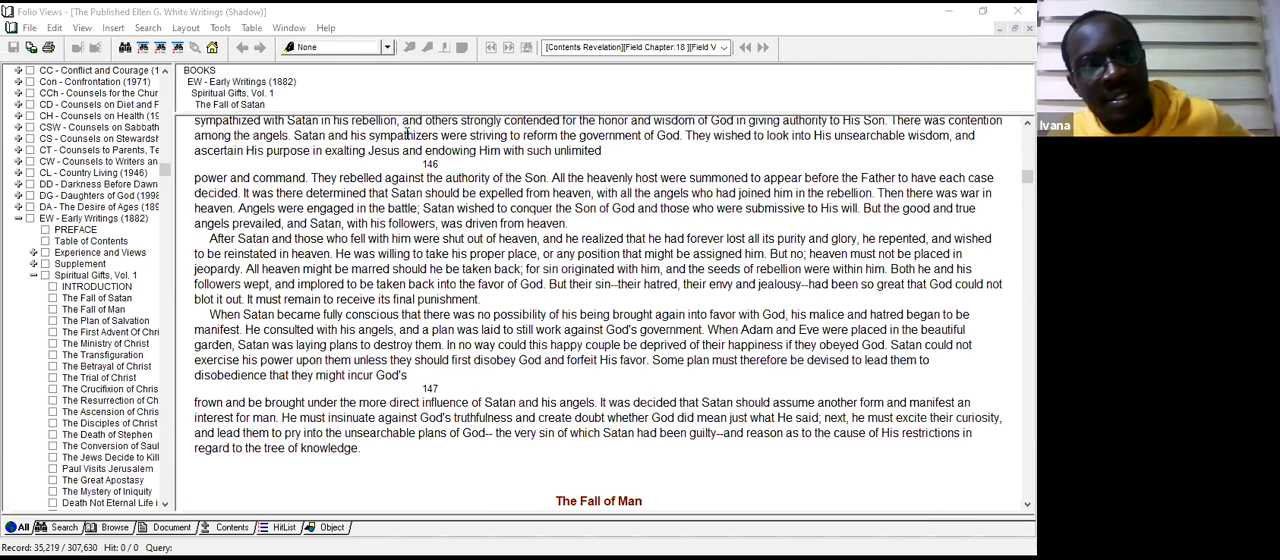 Folio Views - [The Published Ellen G. White Writings (Shadow)]
File Edit View Insert Search Layout Tools Table Window Help
None
[Contents Revelation][Field Chapter:18 ][Field V
CC - Conflict and Courage (1
Con - Confrontation (1971)
CCh - Counsels for the Chur
CD - Counsels on Diet and F
CH - Counsels on Health (19
CSW - Counsels on Sabbath
CS - Counsels on Stewardsh
CT - Counsels to Parents, Te
CW - Counsels to Writers an
CL - Country Living (1946)
DD - Darkness Before Dawn
DG - Daughters of God (1998
DA - The Desire of Ages (189
EW - Early Writings (1882)
PREFACE
Table of Contents
Experience and Views
Supplement
Spiritual Gifts, Vol. 1
INTRODUCTION
The Fall of Satan
The Fall of Man
The Plan of Salvation
The First Advent Of Chri
The Ministry of Christ
The Transfiguration
The Betrayal of Christ
The Trial of Christ
The Crucifixion of Chris
The Resurrection of Ch
The Ascension of Chris
The Disciples of Christ
The Death of Stephen
The Conversion of Saul
The Jews Decide to Kill
Paul Visits Jerusalem
The Great Apostasy
The Mystery of Iniquity
Death Not Eternal Life i
BOOKS
EW - Early Writings (1882)
Spiritual Gifts, Vol. 1
The Fall of Satan
sympathized with Satan in his rebellion, and others strongly contended for the honor and wisdom of God in giving authority to His Son. There was contention
among the angels. Satan and his sympathizers were striving to reform the government of God. They wished to look into His unsearchable wisdom, and
ascertain His purpose in exalting Jesus and endowing Him with such unlimited
146
power and command. They rebelled against the authority of the Son. All the heavenly host were summoned to appear before the Father to have each case
decided. It was there determined that Satan should be expelled from heaven, with all the angels who had joined him in the rebellion. Then there was war in
heaven. Angels were engaged in the battle; Satan wished to conquer the Son of God and those who were submissive to His will. But the good and true
angels prevailed, and Satan, with his followers, was driven from heaven.
After Satan and those who fell with him were shut out of heaven, and he realized that he had forever lost all its purity and glory, he repented, and wished
to be reinstated in heaven. He was willing to take his proper place, or any position that might be assigned him. But no; heaven must not be placed in
jeopardy. All heaven might be marred should he be taken back; for sin originated with him, and the seeds of rebellion were within him. Both he and his
followers wept, and implored to be taken back into the favor of God. But their sin--their hatred, their envy and jealousy--had been so great that God could not
blot it out. It must remain to receive its final punishment.
When Satan became fully conscious that there was no possibility of his being brought again into favor with God, his malice and hatred began to be
manifest. He consulted with his angels, and a plan was laid to still work against God's government. When Adam and Eve were placed in the beautiful
garden, Satan was laying plans to destroy them. In no way could this happy couple be deprived of their happiness if they obeyed God. Satan could not
exercise his power upon them unless they should first disobey God and forfeit His favor. Some plan must therefore be devised to lead them to
disobedience that they might incur God's
147
frown and be brought under the more direct influence of Satan and his angels. It was decided that Satan should assume another form and manifest an
interest for man. He must insinuate against God's truthfulness and create doubt whether God did mean just what He said; next, he must excite their curiosity,
and lead them to pry into the unsearchable plans of God-- the very sin of which Satan had been guilty--and reason as to the cause of His restrictions in
regard to the tree of knowledge.
The Fall of Man
All Search Browse Document Contents HitList Object
Record: 35,219 / 307,630 Hit: 0 / 0 Query:
Ivana